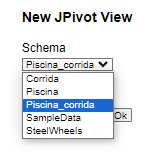 New JPivot View
Schema
Piscina_corrida
Corrida
Piscina
Piscina_corrida
SampleData
SteelWheels
Ok